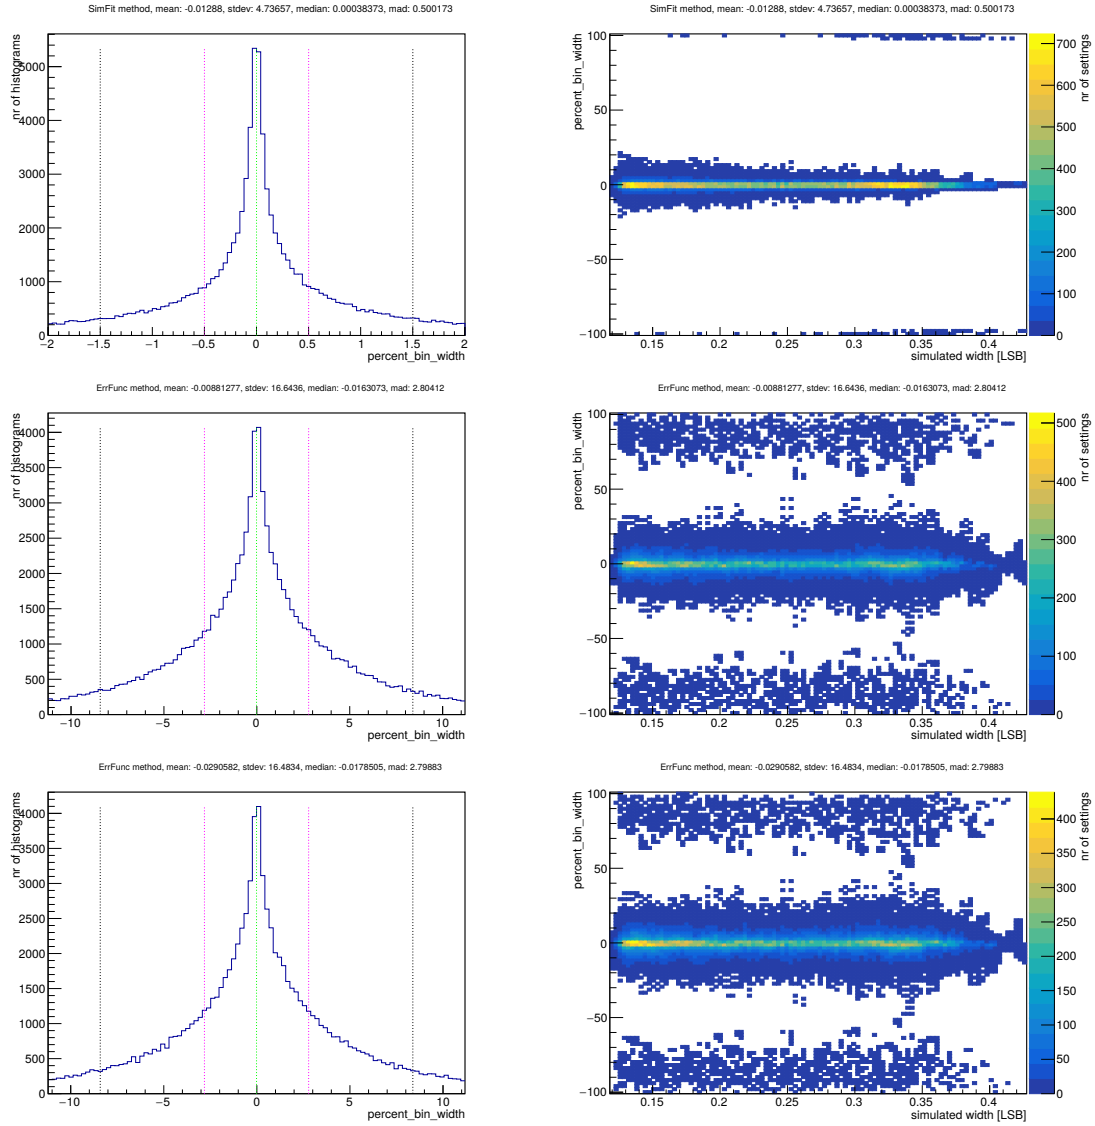 SimFit method, mean: -0.01288, stdev: 4.73657, median: 0.00038373, mad: 0.500173
nr of histograms
5000
4000
3000
2000
1000
0
−2 −1.5 −1 −0.5 0 0.5 1 1.5 2
percent_bin_width
SimFit method, mean: -0.01288, stdev: 4.73657, median: 0.00038373, mad: 0.500173
percent_bin_width
100
50
0
−50
−100
0.15 0.2 0.25 0.3 0.35 0.4
simulated width [LSB]
nr of settings
700
600
500
400
300
200
100
0
ErrFunc method, mean: -0.00881277, stdev: 16.6436, median: -0.0163073, mad: 2.80412
nr of histograms
4000
3500
3000
2500
2000
1500
1000
500
0
−10 −5 0 5 10
percent_bin_width
ErrFunc method, mean: -0.00881277, stdev: 16.6436, median: -0.0163073, mad: 2.80412
percent_bin_width
100
50
0
−50
−100
0.15 0.2 0.25 0.3 0.35 0.4
simulated width [LSB]
nr of settings
500
400
300
200
100
0
ErrFunc method, mean: -0.0290582, stdev: 16.4834, median: -0.0178505, mad: 2.79883
nr of histograms
4000
3500
3000
2500
2000
1500
1000
500
0
−10 −5 0 5 10
percent_bin_width
ErrFunc method, mean: -0.0290582, stdev: 16.4834, median: -0.0178505, mad: 2.79883
percent_bin_width
100
50
0
−50
−100
0.15 0.2 0.25 0.3 0.35 0.4
simulated width [LSB]
nr of settings
400
350
300
250
200
150
100
50
0